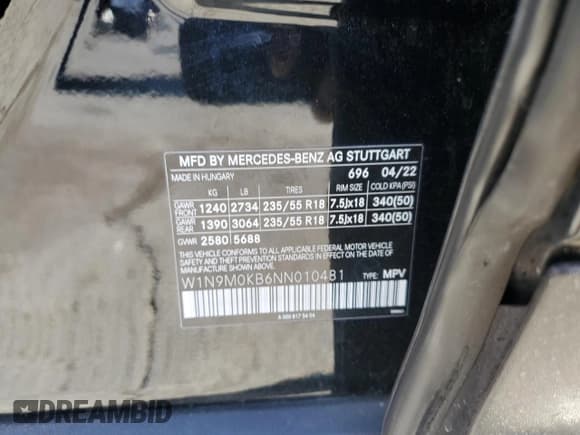 MFD BY MERCEDES-BENZ AG STUTTGART
MADE IN HUNGARY 696 04/22
KG LB TIRES RIM SIZE COLD KPA(PSI)
GAWR FRONT 1240 2734 235/55 R18 7.5Jx18 340(50)
GAWR REAR 1390 3064 235/55 R18 7.5Jx18 340(50)
GVWR 2580 5688
THIS VEHICLE CONFORMS TO ALL APPLICABLE FEDERAL MOTOR VEHICLE
SAFETY AND THEFT PREVENTION STANDARDS IN EFFECT ON THE DATE OF
MANUFACTURE SHOWN ABOVE.
W1N9M0KB6NN010481 TYPE: MPV
DREAMBID